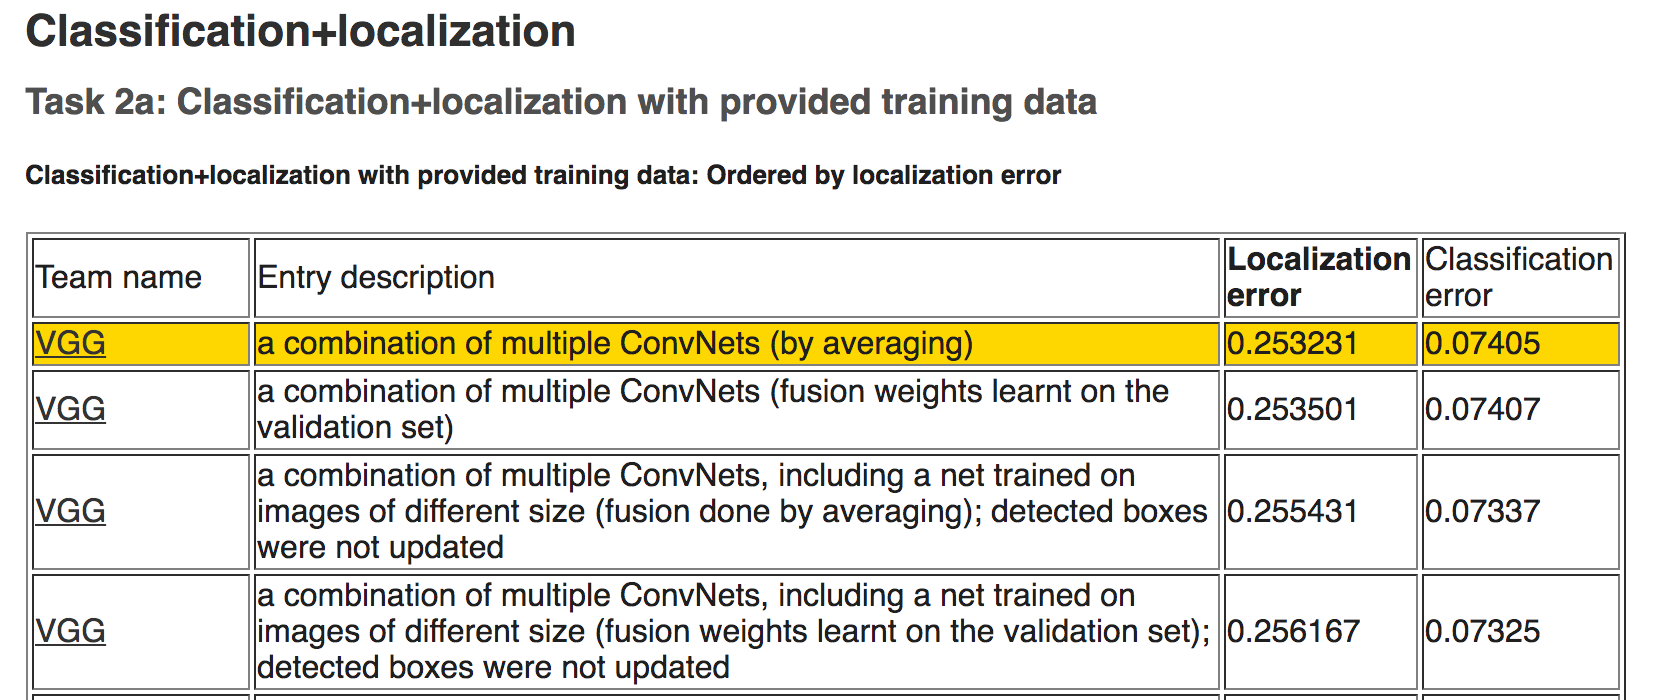 Classification+localization
Task 2a: Classification+localization with provided training data
Classification+localization with provided training data: Ordered by localization error
Team name
Entry description
Localization
error
Classification
error
VGG
a combination of multiple ConvNets (by averaging)
0.253231
0.07405
VGG
a combination of multiple ConvNets (fusion weights learnt on the
validation set)
0.253501
0.07407
VGG
a combination of multiple ConvNets, including a net trained on
images of different size (fusion done by averaging); detected boxes
were not updated
0.255431
0.07337
VGG
a combination of multiple ConvNets, including a net trained on
images of different size (fusion weights learnt on the validation set);
detected boxes were not updated
0.256167
0.07325